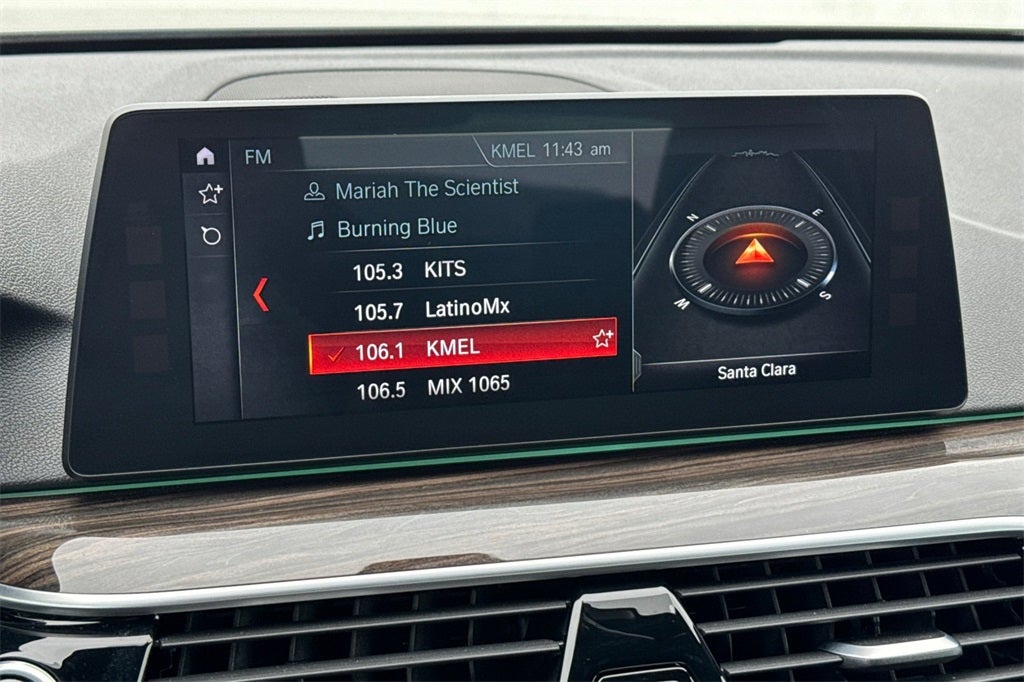 FM
KMEL 11:43 am
Mariah The Scientist
Burning Blue
105.3 KITS
105.7 LatinoMx
106.1 KMEL
106.5 MIX 1065
N
E
W
S
Santa Clara